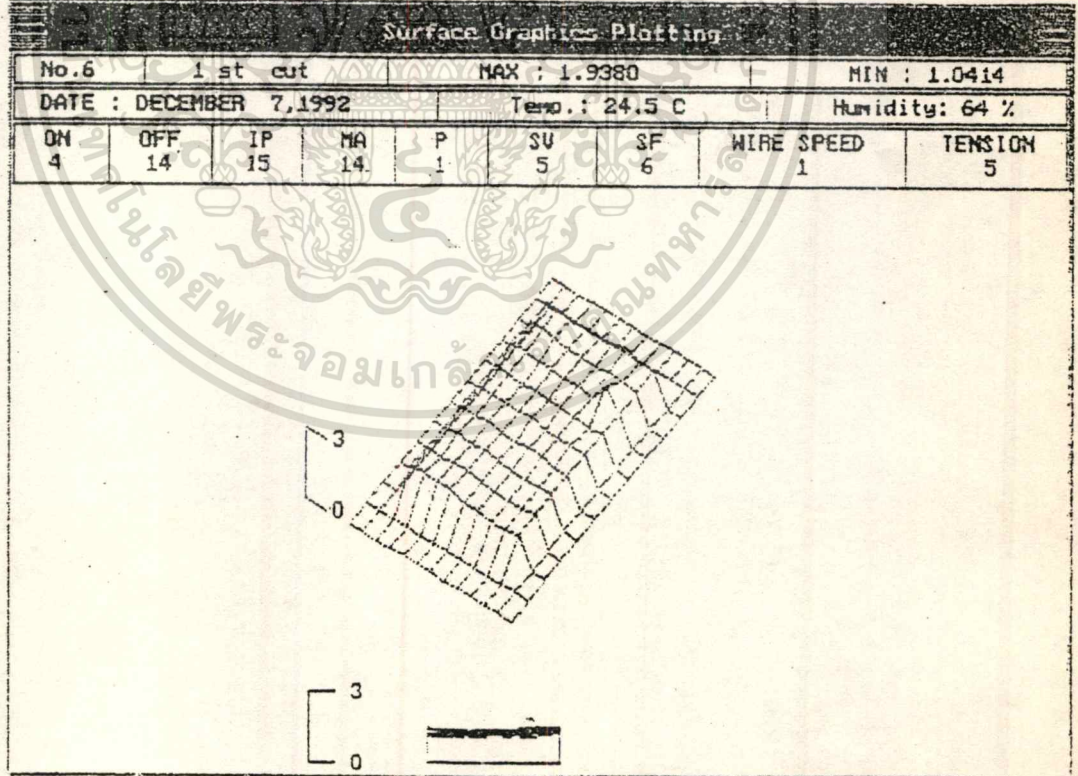 Surface Graphics Plotting
No.6 1 st cut MAX : 1.9380 MIN : 1.0414
DATE : DECEMBER 7,1992 Temp.: 24.5 C Humidity: 64 %
ON OFF IP MA P SV SF WIRE SPEED TENSION
4 14 15 14 1 5 6 1 5
3
0
3
0